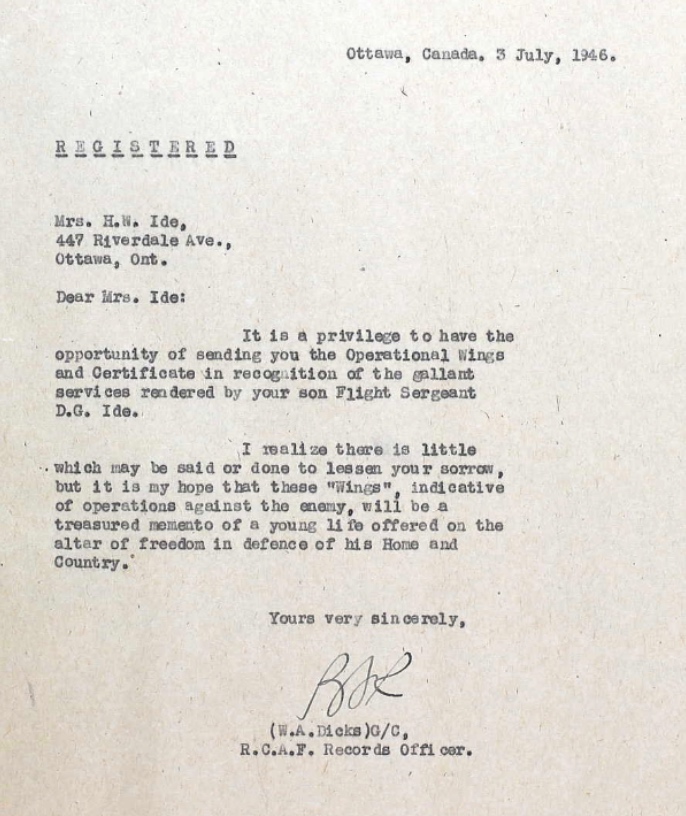 Ottawa, Canada. 3 July, 1946.
REGISTERED
Mrs. H.W. Ide,
447 Riverdale Ave.,
Ottawa, Ont.
Dear Mrs. Ide:
It is a privilege to have the
opportunity of sending you the Operational Wings
and Certificate in recognition of the gallant
services rendered by your son Flight Sergeant
D.G. Ide.
I realize there is little
which may be said or done to lessen your sorrow,
but it is my hope that these "Wings", indicative
of operations against the enemy, will be a
treasured memento of a young life offered on the
altar of freedom in defence of his Home and
Country.
Yours very sincerely,
(W.A.Dicks)G/C,
R.C.A.F. Records Officer.